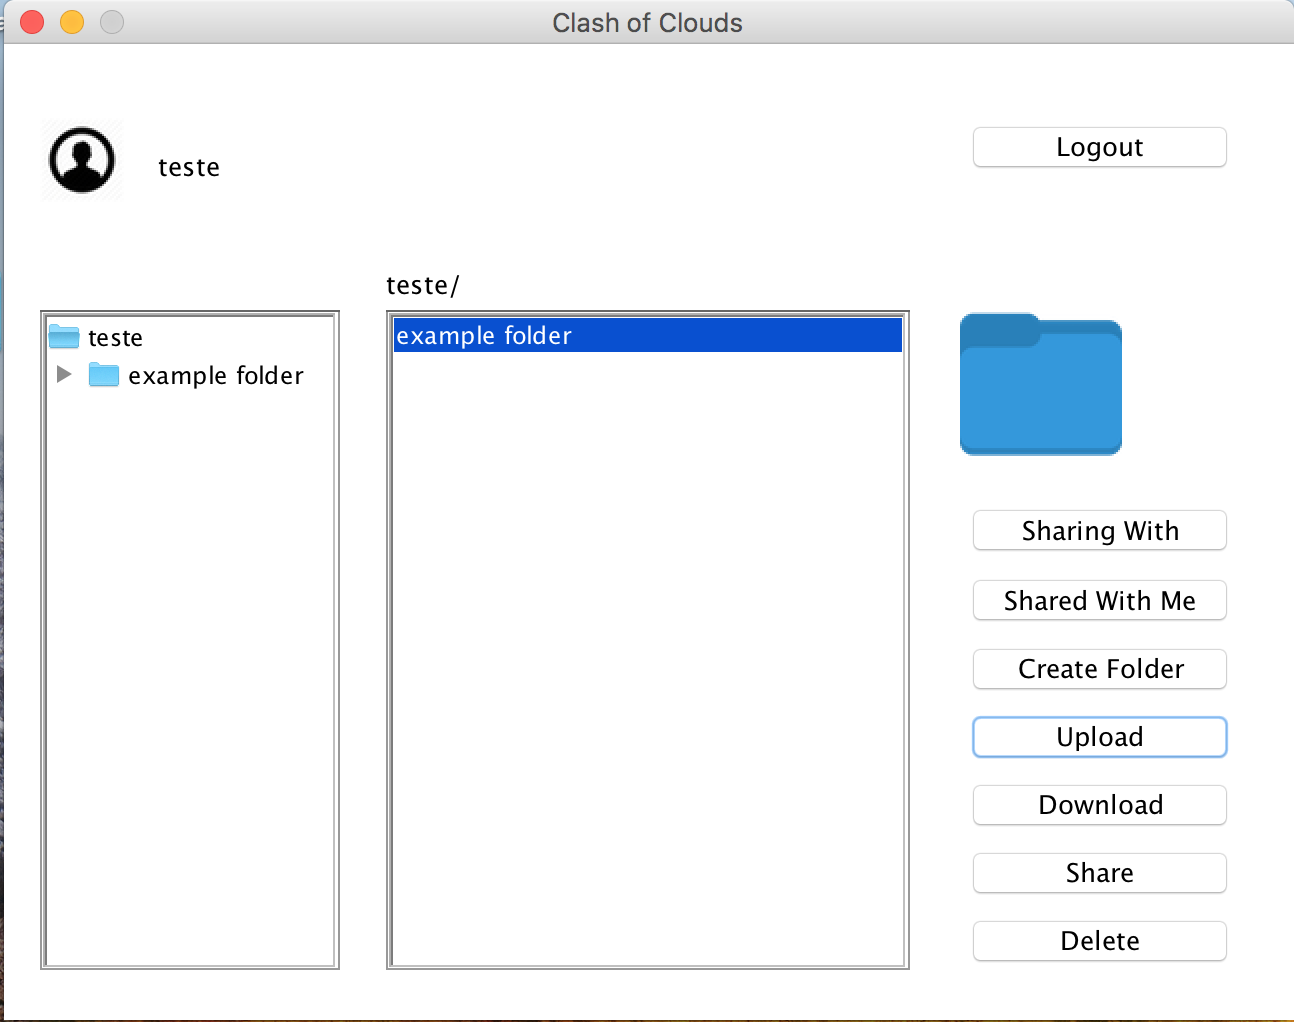 Clash of Clouds
teste
Logout
teste/
teste
example folder
example folder
Sharing With
Shared With Me
Create Folder
Upload
Download
Share
Delete